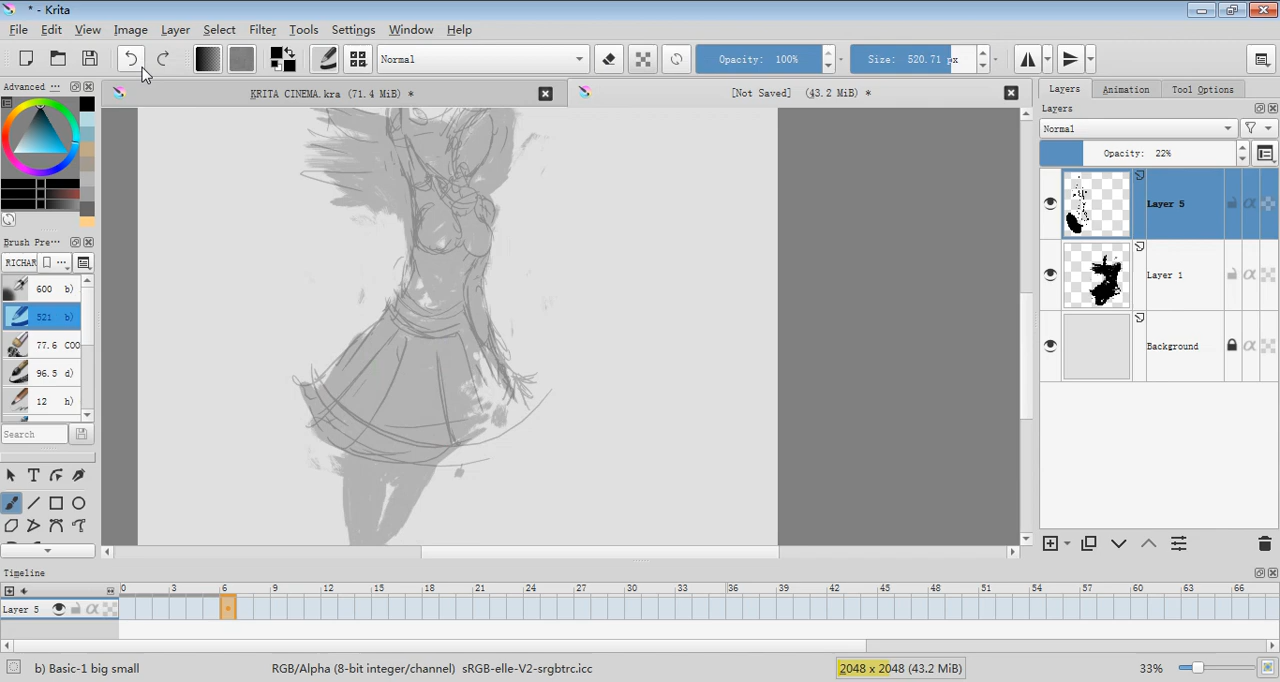 * - Krita
File Edit View Image Layer Select Filter Tools Settings Window Help
Normal
Opacity: 100%
Size: 520.71 px
Advanced ···
KRITA CINEMA.kra (71.4 MiB) *
[Not Saved] (43.2 MiB) *
Layers Animation Tool Options
Layers
Normal
Opacity: 22%
Layer 5
Layer 1
Background
Brush Pre···
RICHAR
600 b)
521 b)
77.6 COO
96.5 d)
12 h)
Search
Timeline
0 3 6 9 12 15 18 21 24 27 30 33 36 39 42 45 48 51 54 57 60 63 66
Layer 5
b) Basic-1 big small
RGB/Alpha (8-bit integer/channel) sRGB-elle-V2-srgbtrc.icc
2048 x 2048 (43.2 MiB)
33%